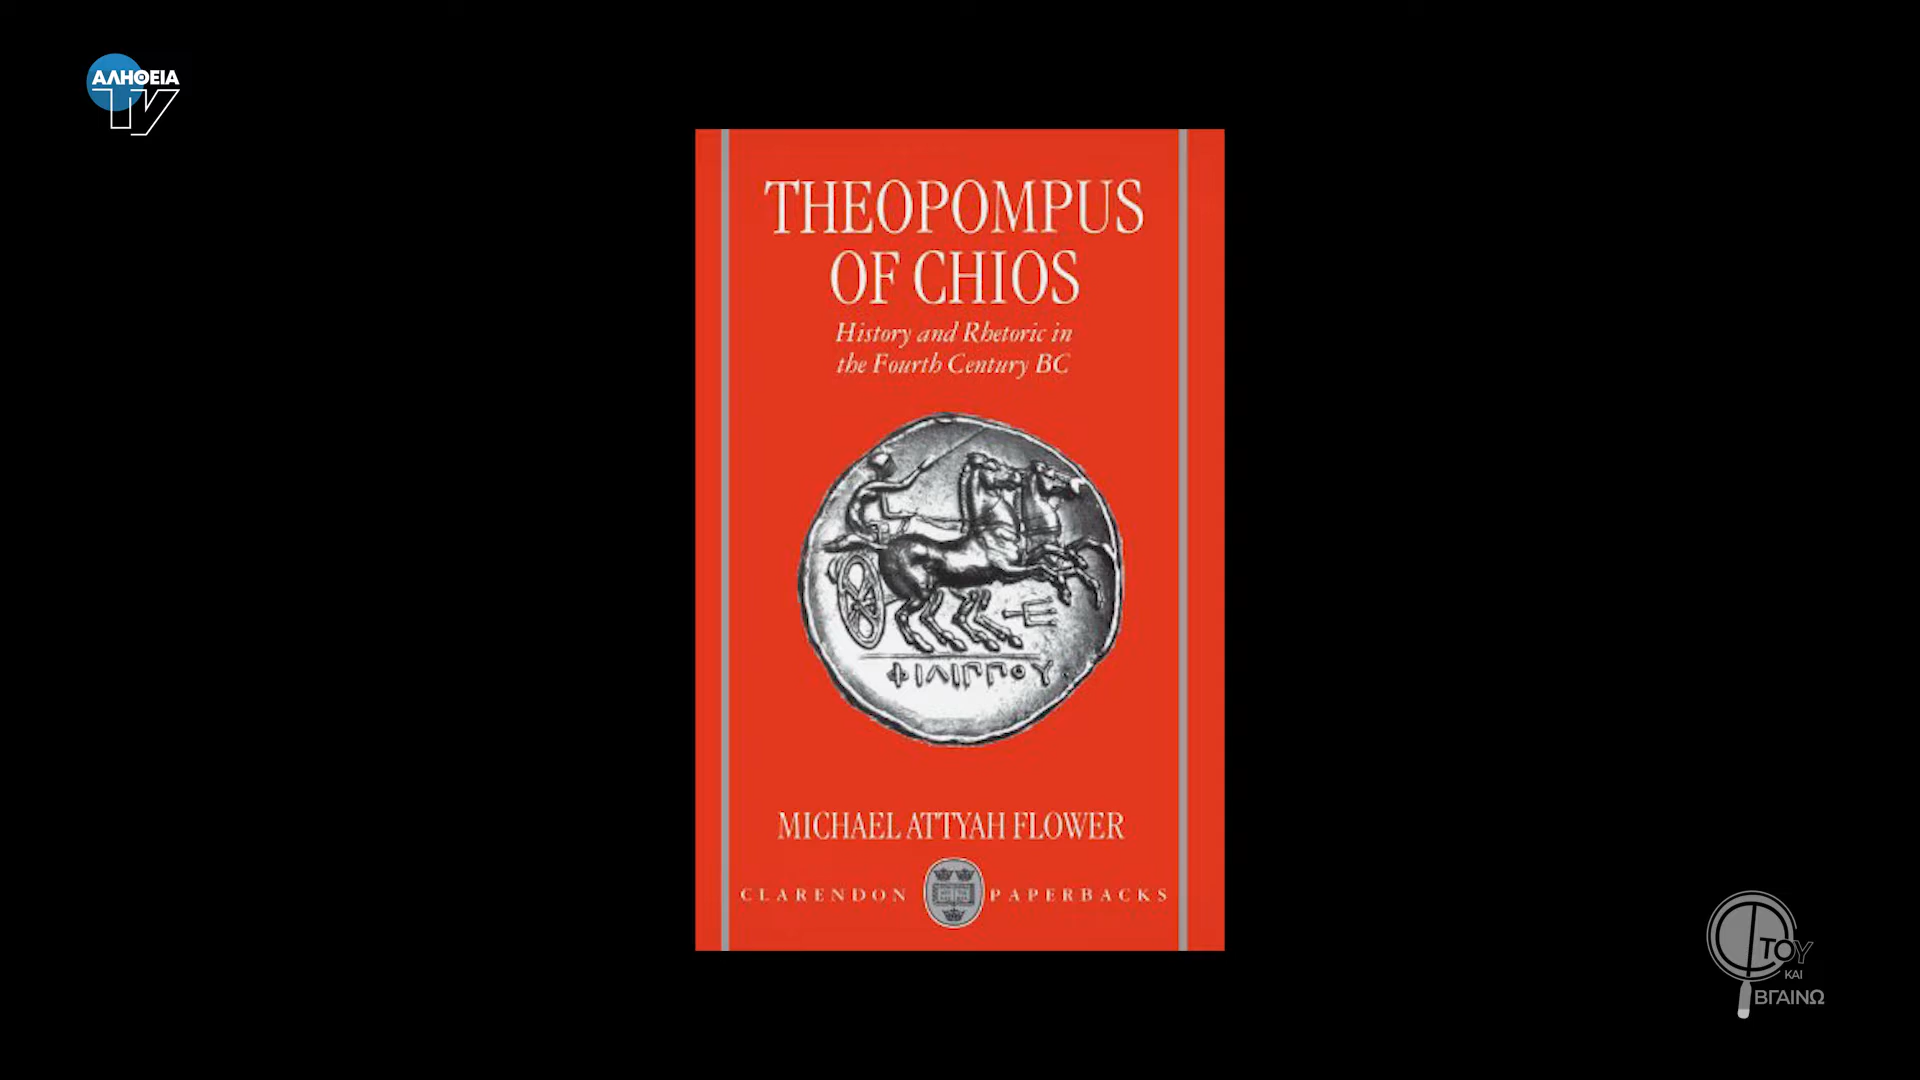 ΑΛΗΘΕΙΑ
TV
THEOPOMPUS
OF CHIOS
History and Rhetoric in
the Fourth Century BC
ΦΙΛΙΠΠΟΥ
MICHAEL ATTYAH FLOWER
CLARENDON PAPERBACKS
ΦΤΟΥ
ΚΑΙ
ΒΓΑΙΝΩ